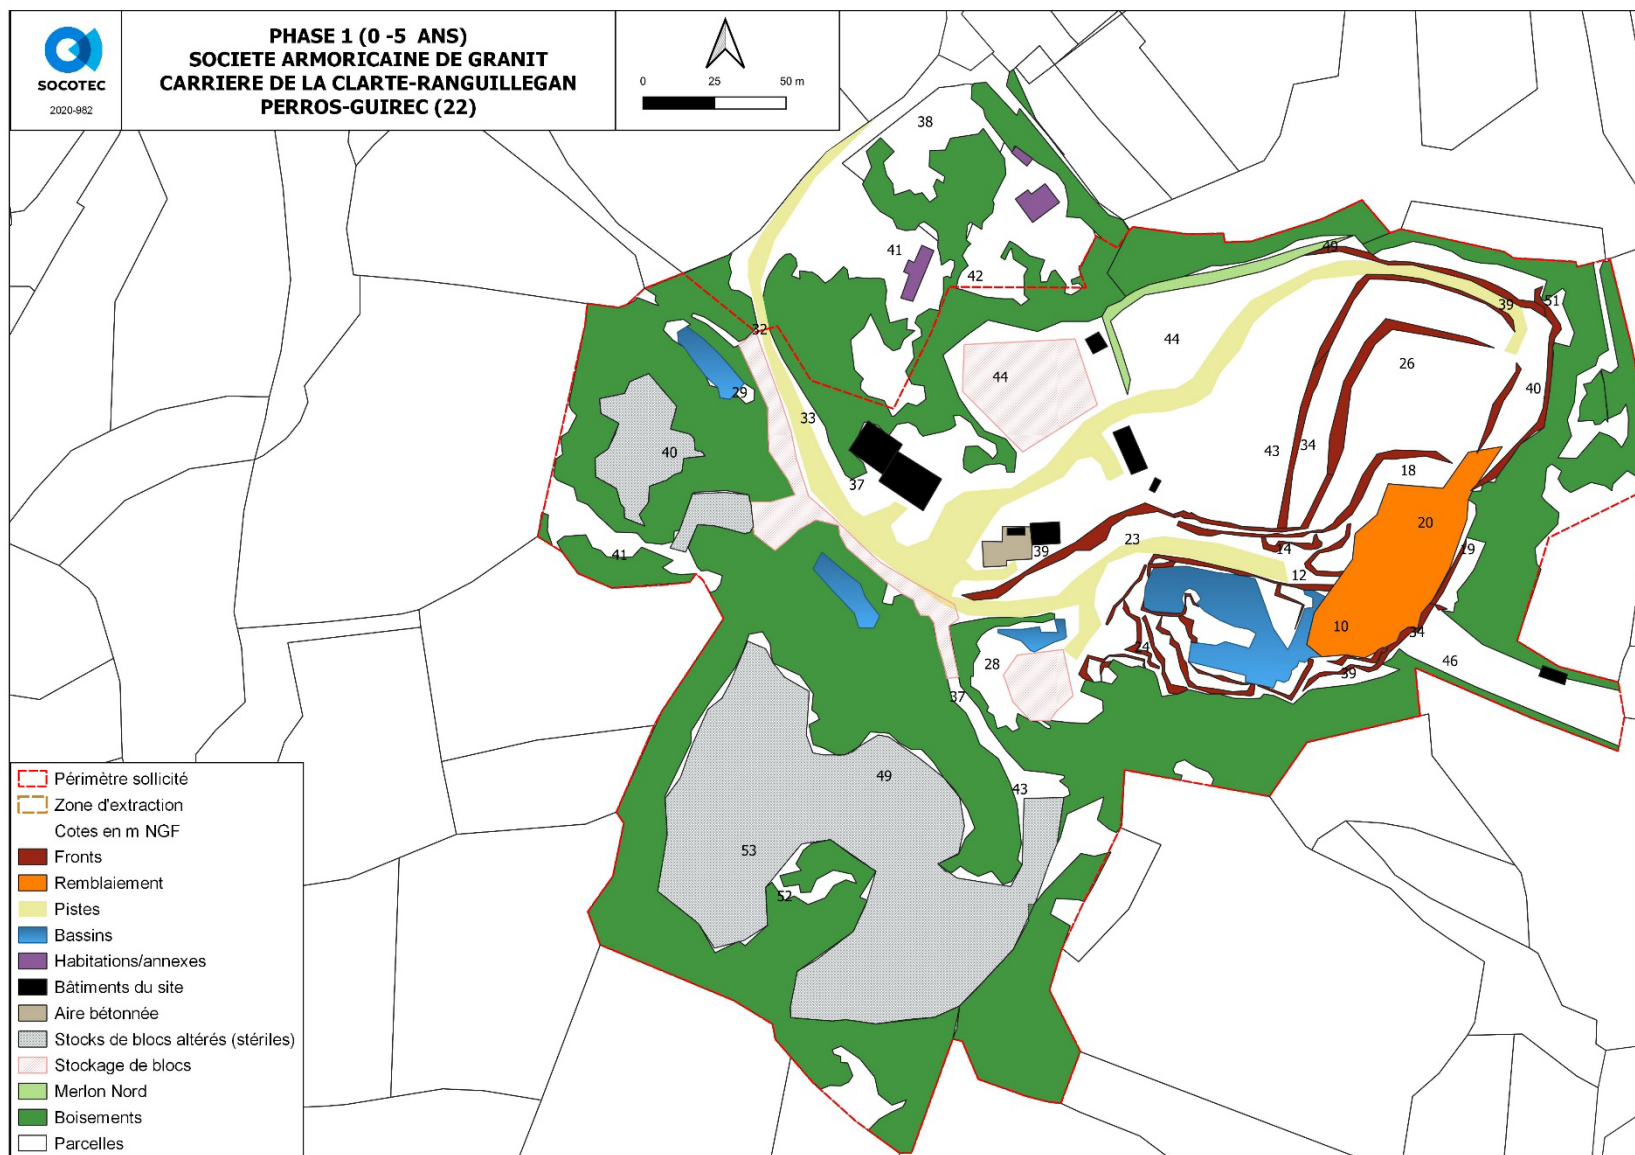 SOCOTEC
2020-982
PHASE 1 (0 -5  ANS)
SOCIETE ARMORICAINE DE GRANIT
CARRIERE DE LA CLARTE-RANGUILLEGAN
PERROS-GUIREC (22)
0 25 50 m
38
41
42
49
39
51
32
44
44
26
40
29
33
40
37
43
34
18
20
41
39
23
14
12
19
10
34
24
28
39
46
37
49
43
53
52
Périmètre sollicité
Zone d'extraction
Cotes en m NGF
Fronts
Remblaiement
Pistes
Bassins
Habitations/annexes
Bâtiments du site
Aire bétonnée
Stocks de blocs altérés (stériles)
Stockage de blocs
Merlon Nord
Boisements
Parcelles